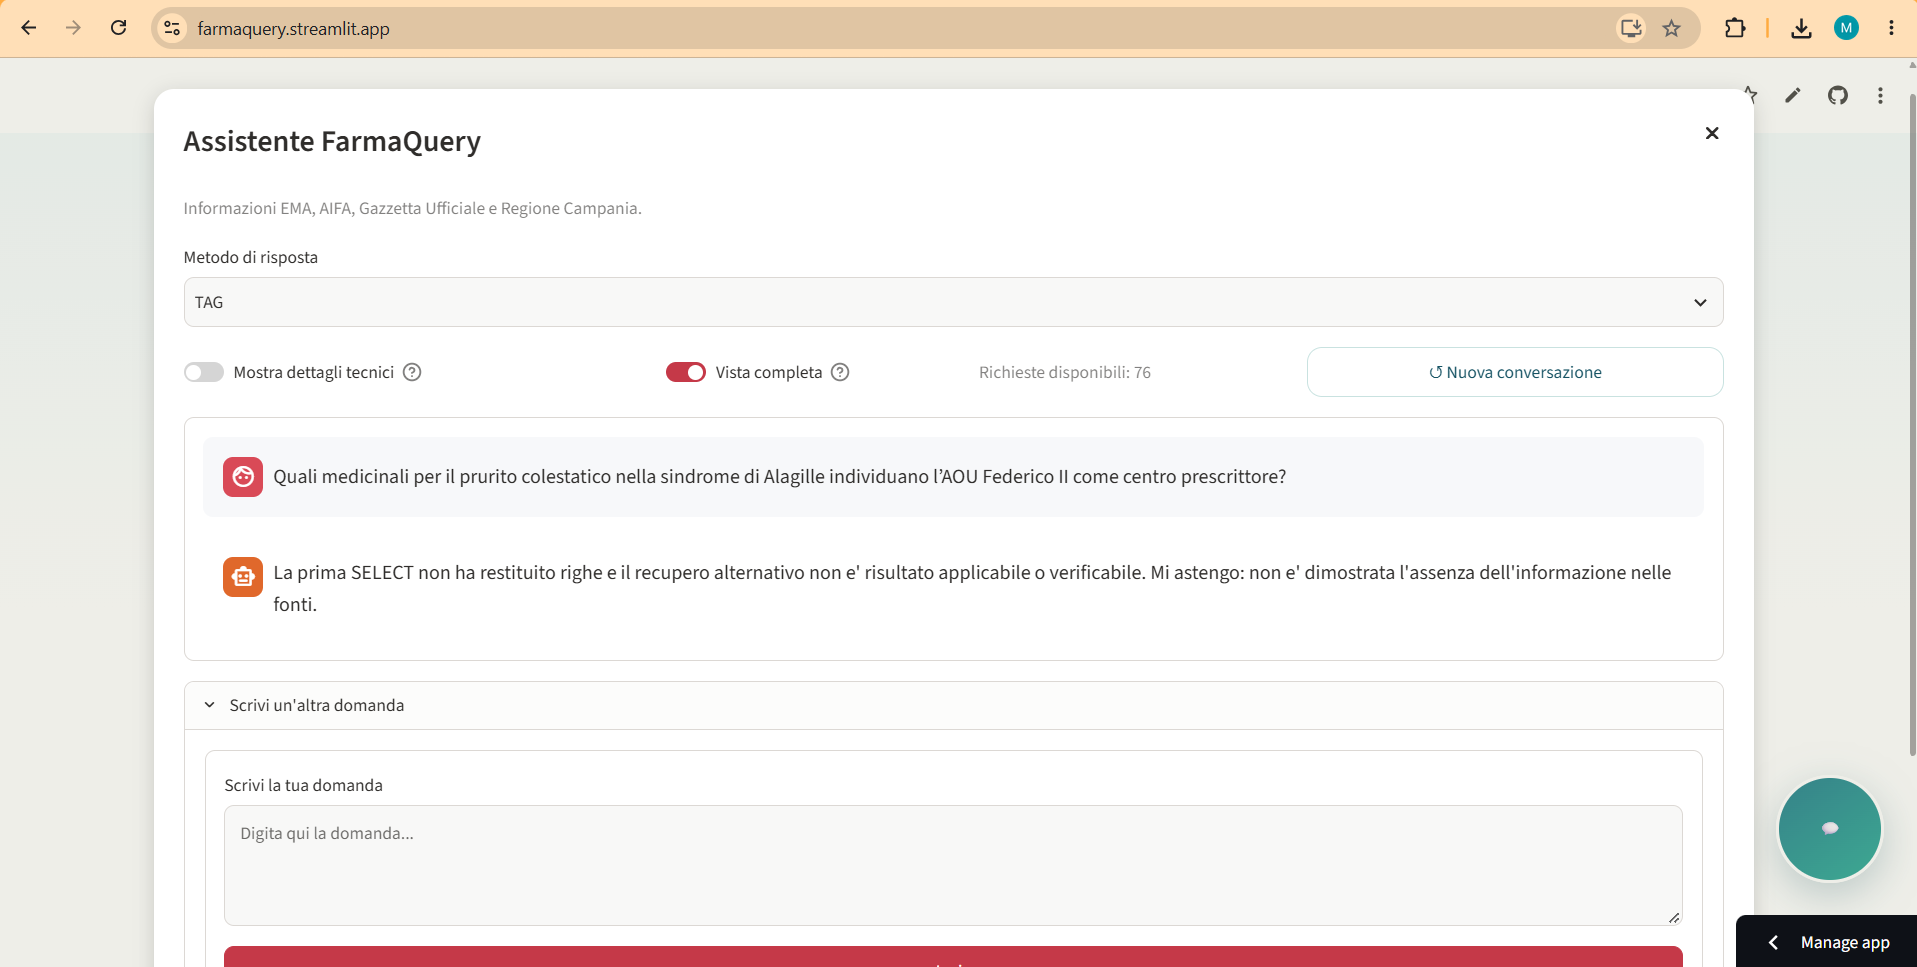 farmaquery.streamlit.app
M
Assistente FarmaQuery
Informazioni EMA, AIFA, Gazzetta Ufficiale e Regione Campania.
Metodo di risposta
TAG
Mostra dettagli tecnici ?
Vista completa ?
Richieste disponibili: 76
↺ Nuova conversazione
Quali medicinali per il prurito colestatico nella sindrome di Alagille individuano l’AOU Federico II come centro prescrittore?
La prima SELECT non ha restituito righe e il recupero alternativo non e' risultato applicabile o verificabile. Mi astengo: non e' dimostrata l'assenza dell'informazione nelle
fonti.
Scrivi un'altra domanda
Scrivi la tua domanda
Digita qui la domanda...
Manage app